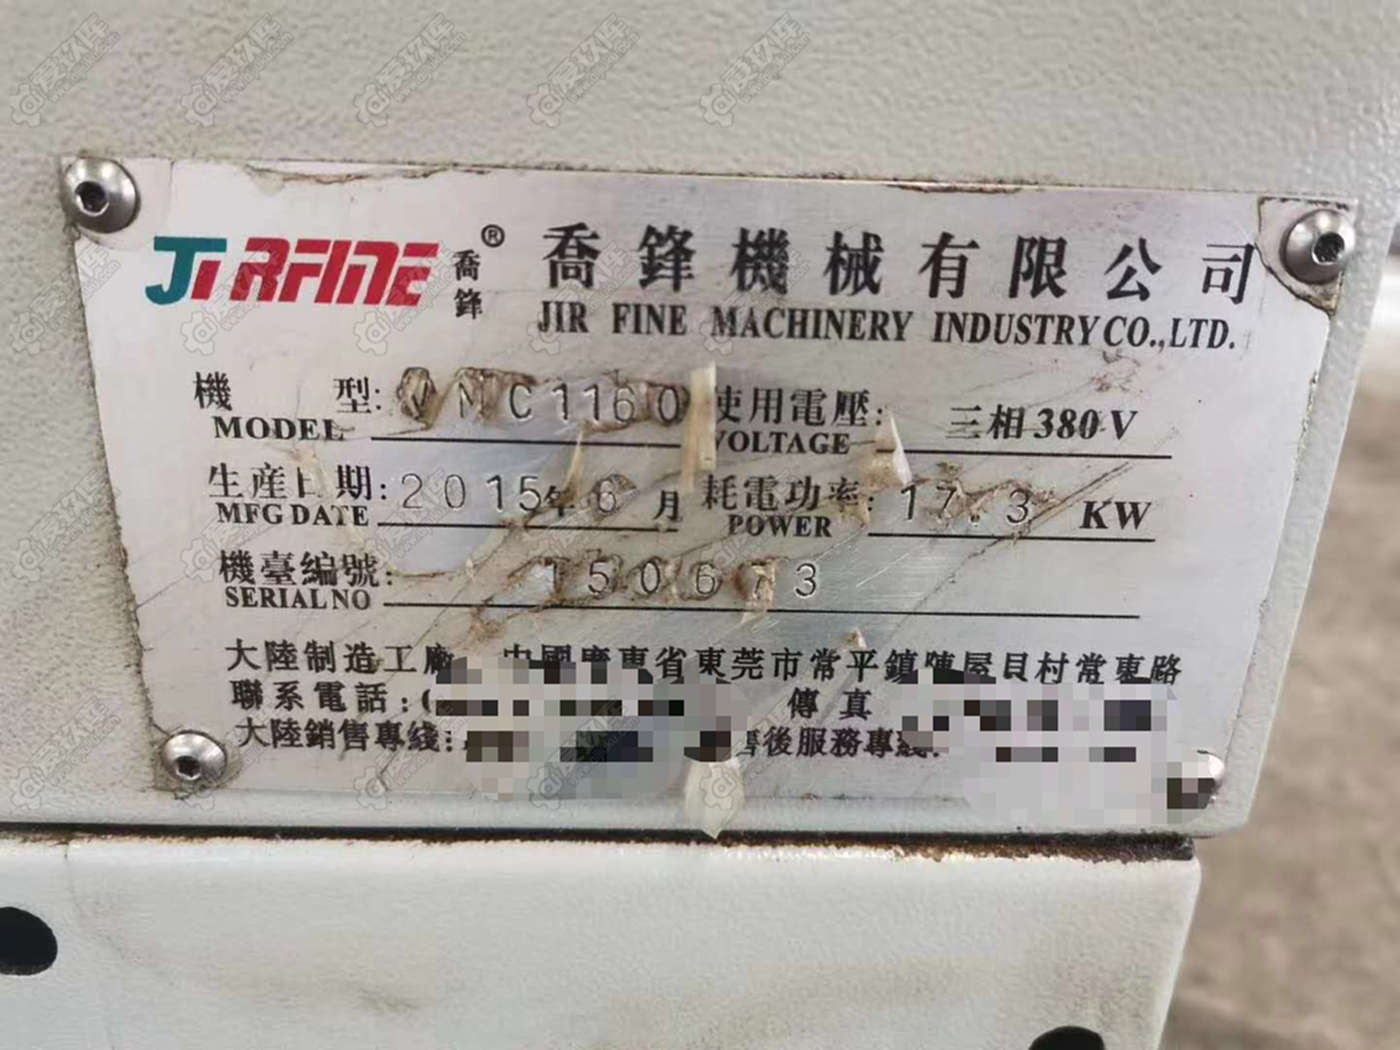 JIRFINE ® 喬鋒 喬鋒機械有限公司
JIR FINE MACHINERY INDUSTRY CO.,LTD.
機型: VMC1160 使用電壓: 三相380V
MODEL VOLTAGE
生産日期: 2015年6月 耗電功率: 17.3 KW
MFG DATE POWER
機臺編號: 150673
SERIAL NO
大陸制造工廠 中國廣東省東莞市常平鎮陳屋貝村常東路
聯系電話:( 傳真
大陸銷售專綫: 售後服務專綫: